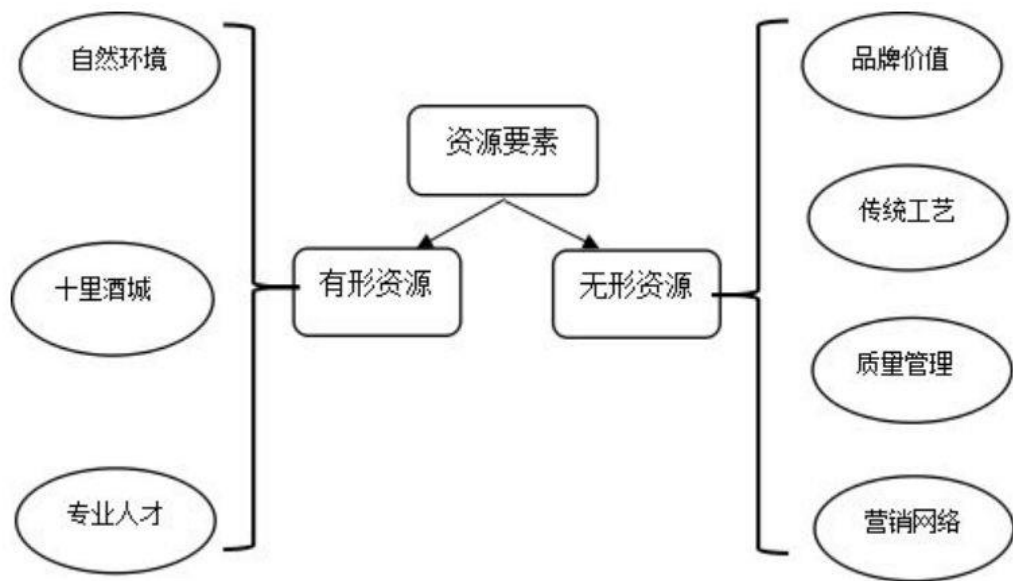 自然环境
品牌价值
资源要素
传统工艺
十里酒城
有形资源
无形资源
质量管理
专业人才
营销网络